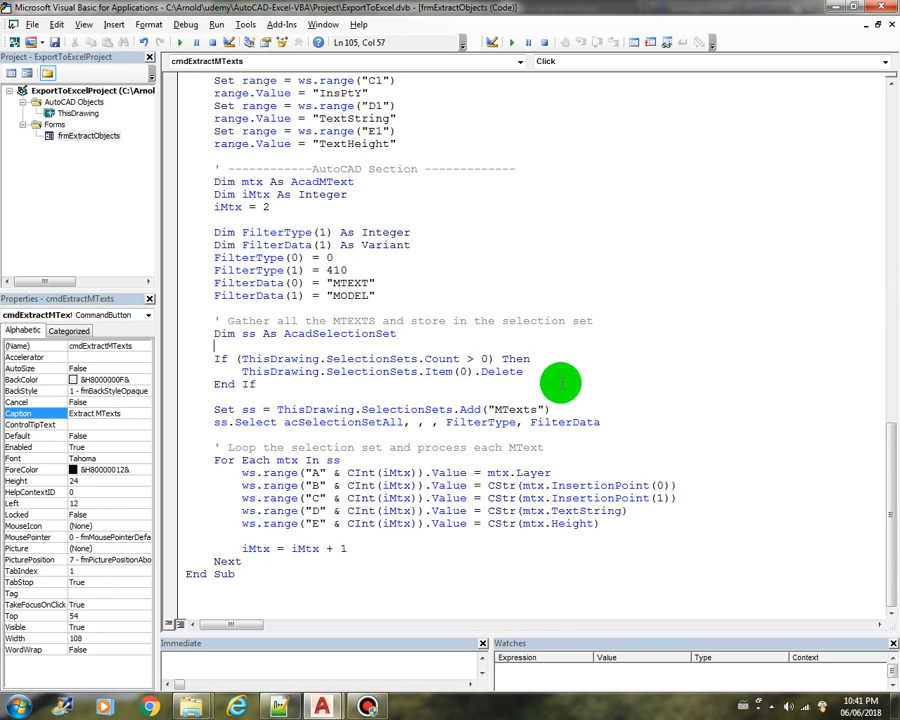 Microsoft Visual Basic for Applications - C:\Arnold\udemy\AutoCAD-Excel-VBA\Project\ExportToExcel.dvb - [frmExtractObjects (Code)]
File Edit View Insert Format Debug Run Tools Add-Ins Window Help
Ln 105, Col 57
Project - ExportToExcelProject
ExportToExcelProject (C:\Arnol
AutoCAD Objects
ThisDrawing
Forms
frmExtractObjects
Properties - cmdExtractMTexts
cmdExtractMTex! CommandButton
Alphabetic Categorized
(Name) cmdExtractMTexts
Accelerator
AutoSize False
BackColor &H8000000F&
BackStyle 1 - fmBackStyleOpaque
Cancel False
Caption Extract MTexts
ControlTipText
Default False
Enabled True
Font Tahoma
ForeColor &H80000012&
Height 24
HelpContextID 0
Left 12
Locked False
MouseIcon (None)
MousePointer 0 - fmMousePointerDefa
Picture (None)
PicturePosition 7 - fmPicturePositionAbo
TabIndex 1
TabStop True
Tag
TakeFocusOnClick True
Top 54
Visible True
Width 108
WordWrap False
cmdExtractMTexts Click
Set range = ws.range("C1")
range.Value = "InsPtY"
Set range = ws.range("D1")
range.Value = "TextString"
Set range = ws.range("E1")
range.Value = "TextHeight"
' ------------AutoCAD Section -------------
Dim mtx As AcadMText
Dim iMtx As Integer
iMtx = 2
Dim FilterType(1) As Integer
Dim FilterData(1) As Variant
FilterType(0) = 0
FilterType(1) = 410
FilterData(0) = "MTEXT"
FilterData(1) = "MODEL"
' Gather all the MTEXTS and store in the selection set
Dim ss As AcadSelectionSet
If (ThisDrawing.SelectionSets.Count > 0) Then
ThisDrawing.SelectionSets.Item(0).Delete
End If
Set ss = ThisDrawing.SelectionSets.Add("MTexts")
ss.Select acSelectionSetAll, , , FilterType, FilterData
' Loop the selection set and process each MText
For Each mtx In ss
ws.range("A" & CInt(iMtx)).Value = mtx.Layer
ws.range("B" & CInt(iMtx)).Value = CStr(mtx.InsertionPoint(0))
ws.range("C" & CInt(iMtx)).Value = CStr(mtx.InsertionPoint(1))
ws.range("D" & CInt(iMtx)).Value = CStr(mtx.TextString)
ws.range("E" & CInt(iMtx)).Value = CStr(mtx.Height)
iMtx = iMtx + 1
Next
End Sub
Immediate
Watches
Expression Value Type Context
10:41 PM
06/06/2018